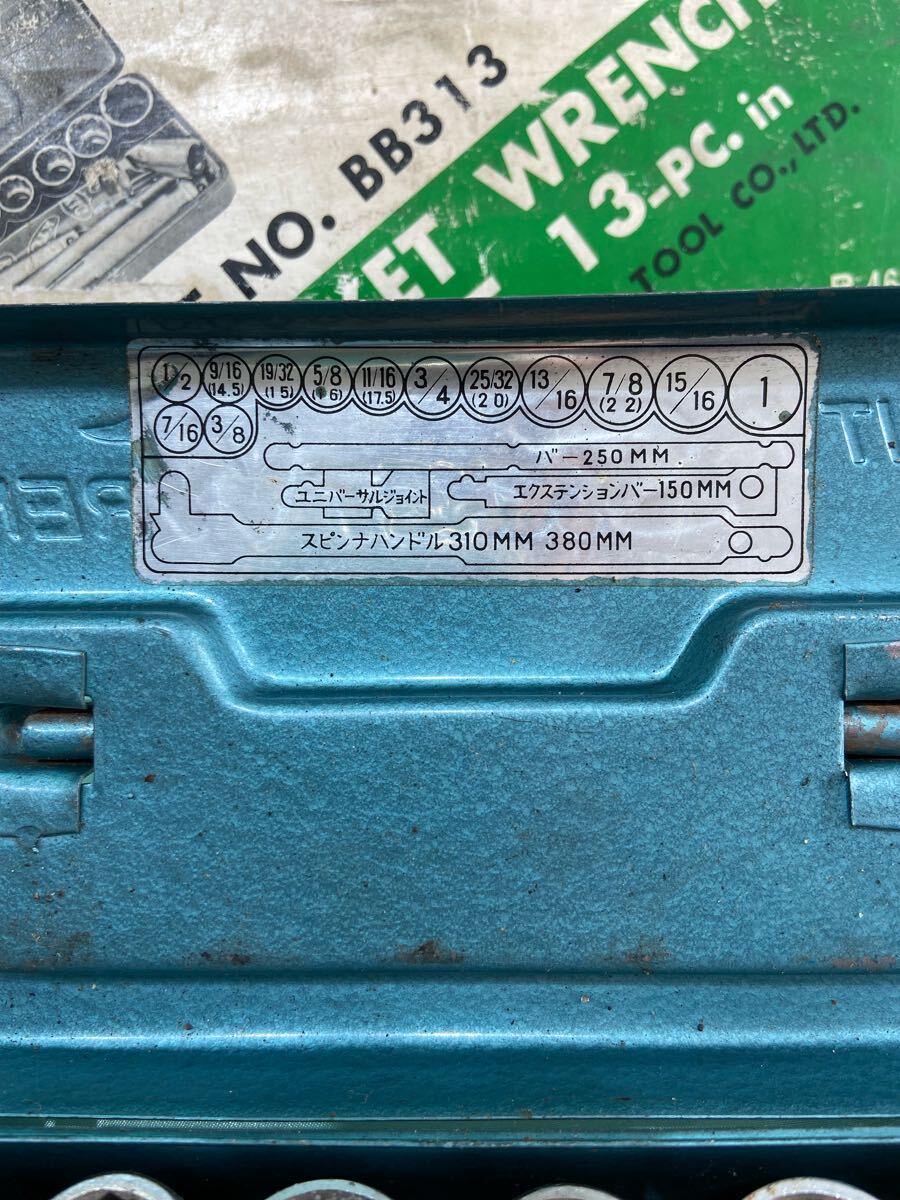 NO. BB313
WRENCH
13-PC. in
TOOL CO., LTD.
1/2 9/16 (14.5) 19/32 (15) 5/8 (16) 11/16 (17.5) 3/4 25/32 (20) 13/16 7/8 (22) 15/16 1
7/16 3/8
バー250MM
ユニバーサルジョイント エクステンションバー150MM
スピンナハンドル310MM 380MM